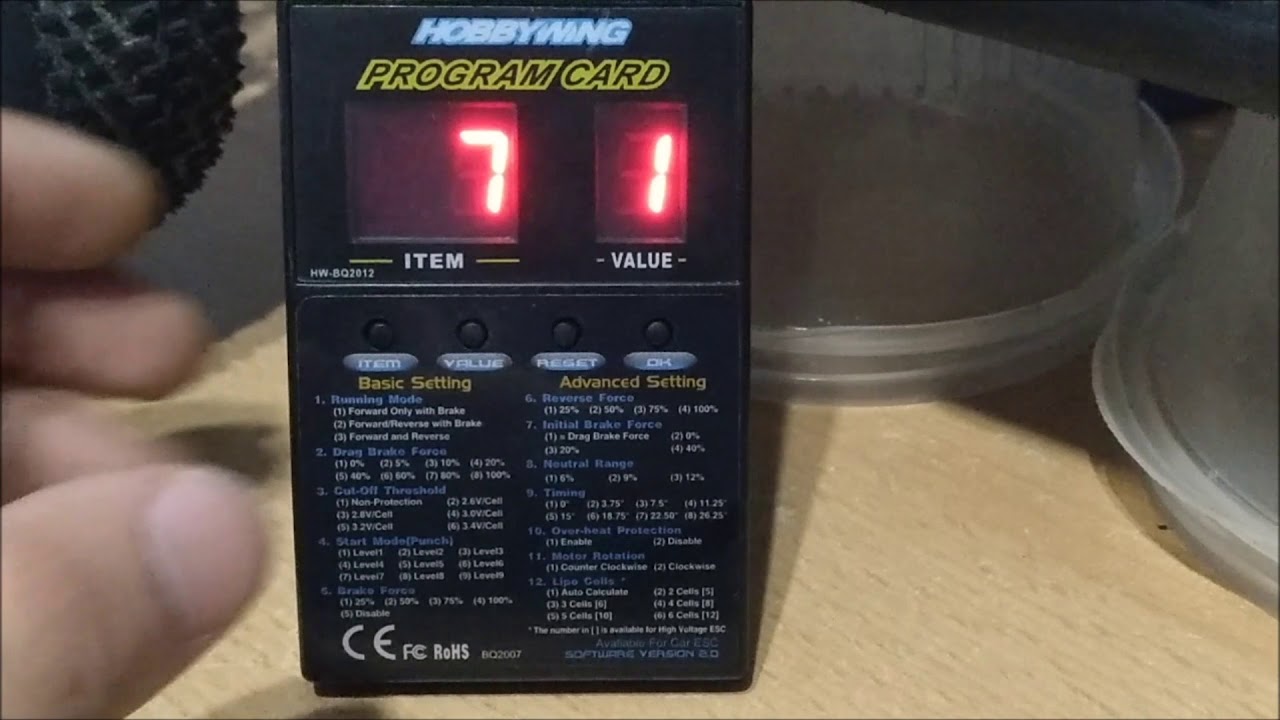 HOBBYWING
PROGRAM CARD
7 1
ITEM - VALUE -
HW-BQ2012
ITEM VALUE RESET OK
Basic Setting
1. Running Mode
(1) Forward Only with Brake
(2) Forward/Reverse with Brake
(3) Forward and Reverse
2. Drag Brake Force
(1) 0% (2) 5% (3) 10% (4) 20%
(5) 40% (6) 60% (7) 80% (8) 100%
3. Cut-Off Threshold
(1) Non-Protection (2) 2.6V/Cell
(3) 2.8V/Cell (4) 3.0V/Cell
(5) 3.2V/Cell (6) 3.4V/Cell
4. Start Mode(Punch)
(1) Level1 (2) Level2 (3) Level3
(4) Level4 (5) Level5 (6) Level6
(7) Level7 (8) Level8 (9) Level9
5. Brake Force
(1) 25% (2) 50% (3) 75% (4) 100%
(5) Disable
Advanced Setting
6. Reverse Force
(1) 25% (2) 50% (3) 75% (4) 100%
7. Initial Brake Force
(1) = Drag Brake Force (2) 0%
(3) 20% (4) 40%
8. Neutral Range
(1) 6% (2) 9% (3) 12%
9. Timing
(1) 0° (2) 3.75° (3) 7.5° (4) 11.25°
(5) 15° (6) 18.75° (7) 22.50° (8) 26.25°
10. Over-heat Protection
(1) Enable (2) Disable
11. Motor Rotation
(1) Counter Clockwise (2) Clockwise
12. Lipo Cells *
(1) Auto Calculate (2) 2 Cells [5]
(3) 3 Cells [6] (4) 4 Cells [8]
(5) 5 Cells [10] (6) 6 Cells [12]
* The number in [ ] is available for High Voltage ESC
Available For Car ESC
SOFTWARE VERSION 2.0
CE FC RoHS BQ2007